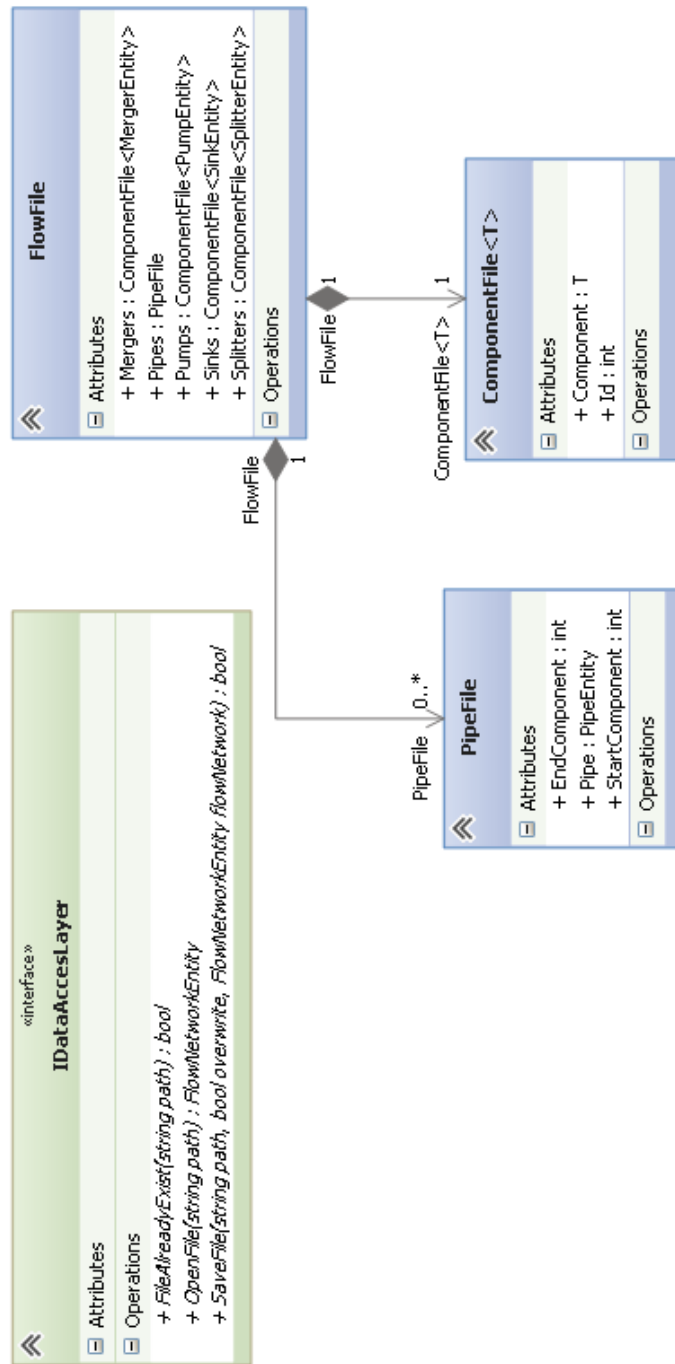 «interface»
IDataAccesLayer
Attributes
Operations
+ FileAlreadyExist(string path) : bool
+ OpenFile(string path) : FlowNetworkEntity
+ SaveFile(string path, bool overwrite, FlowNetworkEntity flowNetwork) : bool
FlowFile
Attributes
+ Mergers : ComponentFile<MergerEntity>
+ Pipes : PipeFile
+ Pumps : ComponentFile<PumpEntity>
+ Sinks : ComponentFile<SinkEntity>
+ Splitters : ComponentFile<SplitterEntity>
Operations
FlowFile
1
FlowFile
1
PipeFile
0..*
ComponentFile<T>
1
PipeFile
Attributes
+ EndComponent : int
+ Pipe : PipeEntity
+ StartComponent : int
Operations
ComponentFile<T>
Attributes
+ Component : T
+ Id : int
Operations